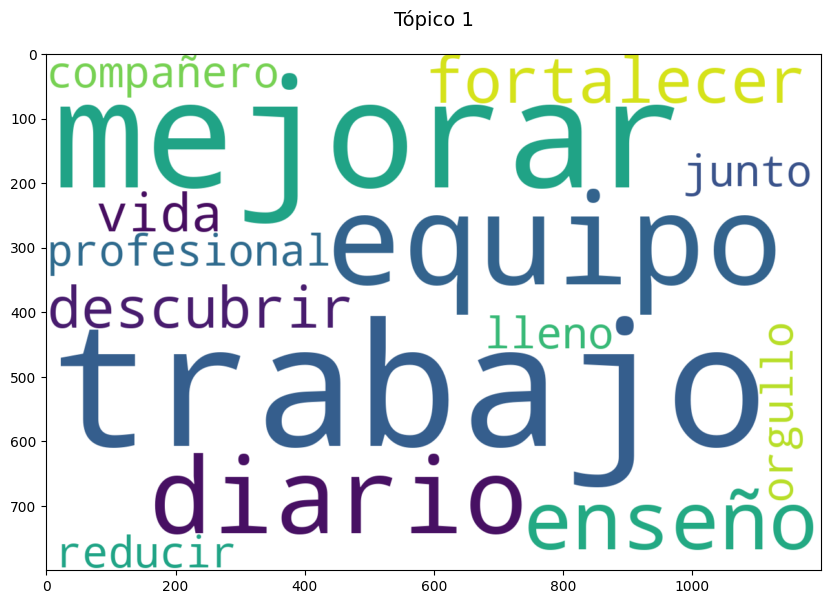 Tópico 1
compañero
fortalecer
mejorar
junto
vida
equipo
profesional
descubrir
lleno
trabajo
orgullo
diario
enseño
reducir
0
100
200
300
400
500
600
700
0 200 400 600 800 1000